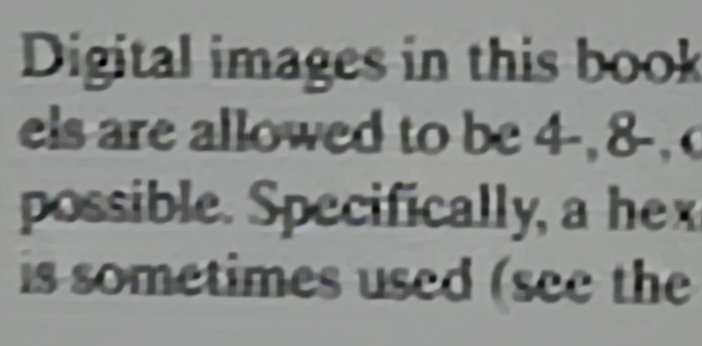 Digital images in this book
els are allowed to be 4-, 8-,
possible. Specifically, a hex
is sometimes used (see the